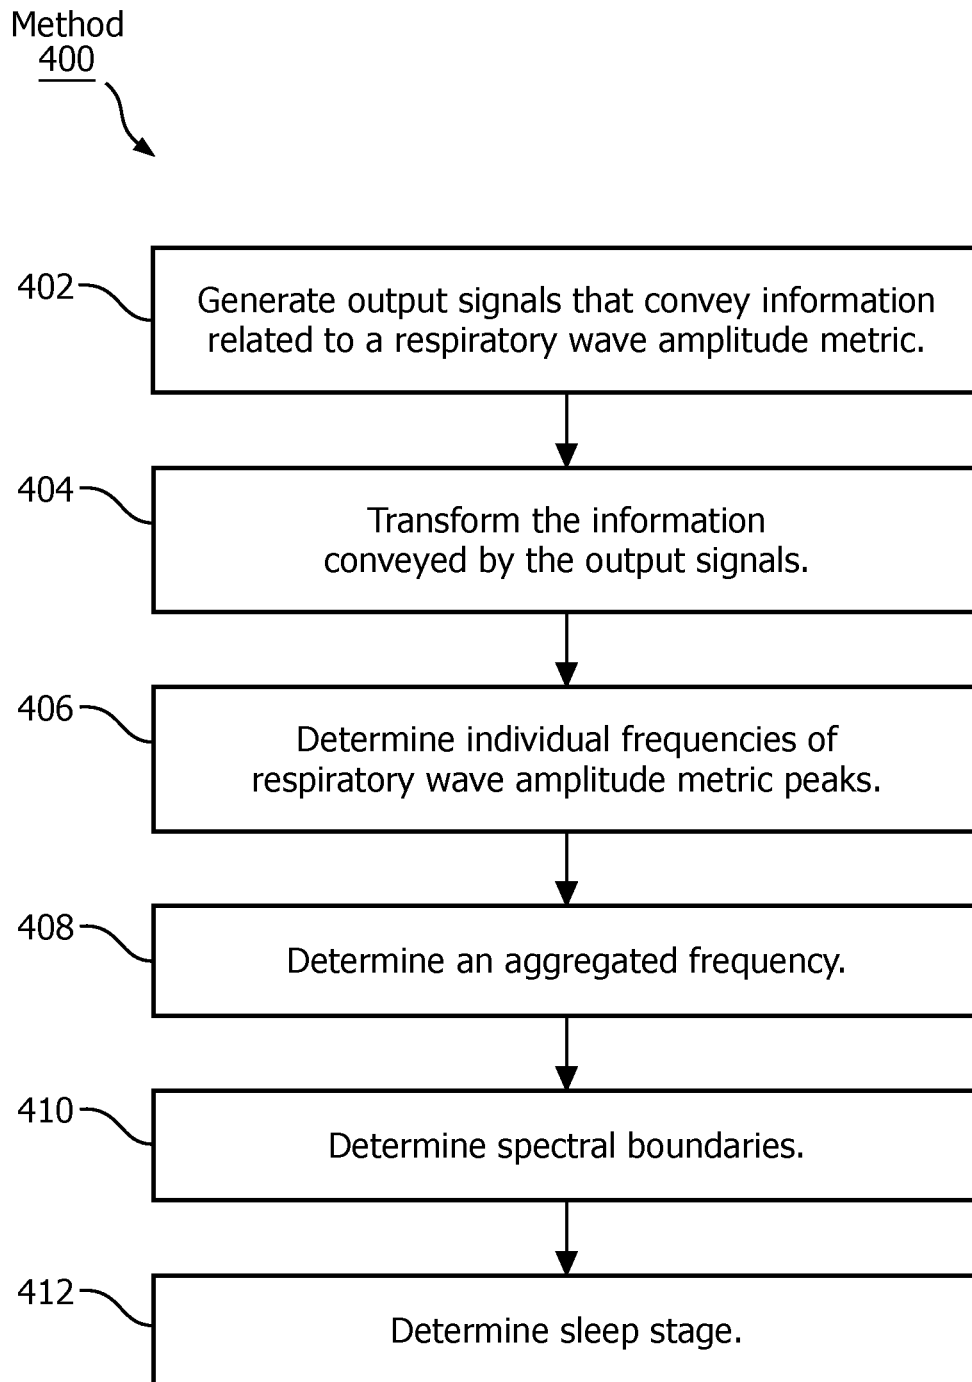 Method
400
402
Generate output signals that convey information
related to a respiratory wave amplitude metric.
404
Transform the information
conveyed by the output signals.
406
Determine individual frequencies of
respiratory wave amplitude metric peaks.
408
Determine an aggregated frequency.
410
Determine spectral boundaries.
412
Determine sleep stage.